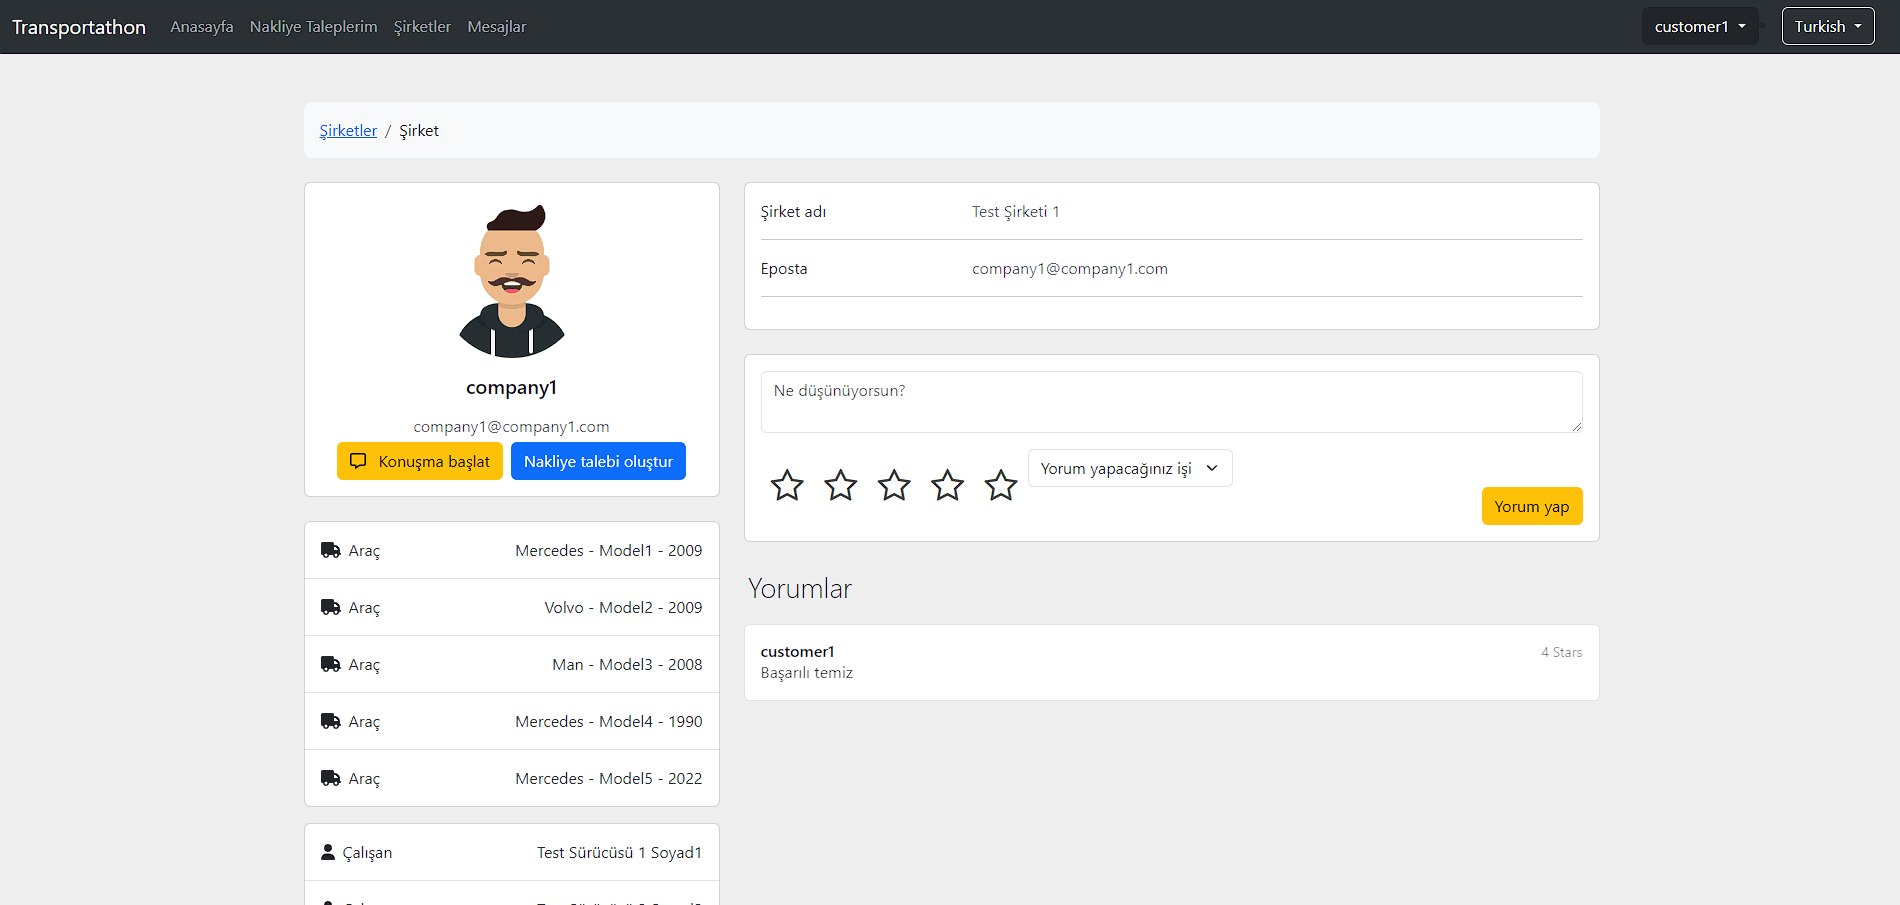 Transportathon Anasayfa Nakliye Taleplerim Şirketler Mesajlar customer1 Turkish
Şirketler / Şirket
company1
company1@company1.com
Konuşma başlat Nakliye talebi oluştur
Araç Mercedes - Model1 - 2009
Araç Volvo - Model2 - 2009
Araç Man - Model3 - 2008
Araç Mercedes - Model4 - 1990
Araç Mercedes - Model5 - 2022
Çalışan Test Sürücüsü 1 Soyad1
Şirket adı Test Şirketi 1
Eposta company1@company1.com
Ne düşünüyorsun?
Yorum yapacağınız işi
Yorum yap
Yorumlar
customer1 4 Stars
Başarılı temiz